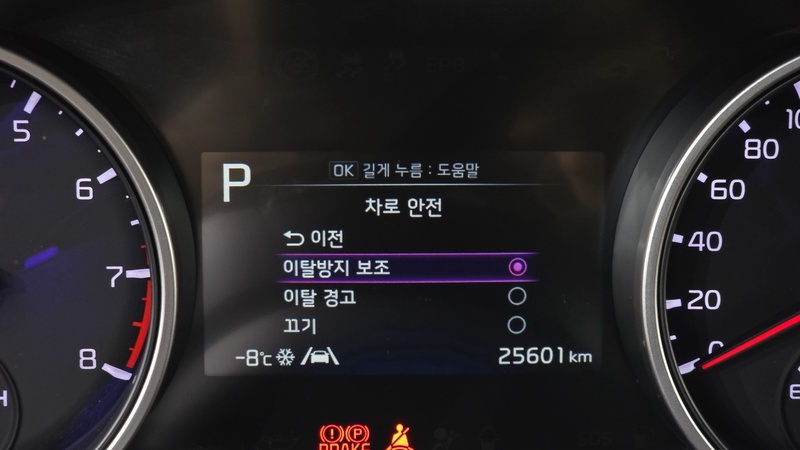 P
OK 길게 누름 : 도움말
차로 안전
이전
이탈방지 보조
이탈 경고
끄기
-8℃
25601 km
5
6
7
8
80
60
40
20
0
BRAKE